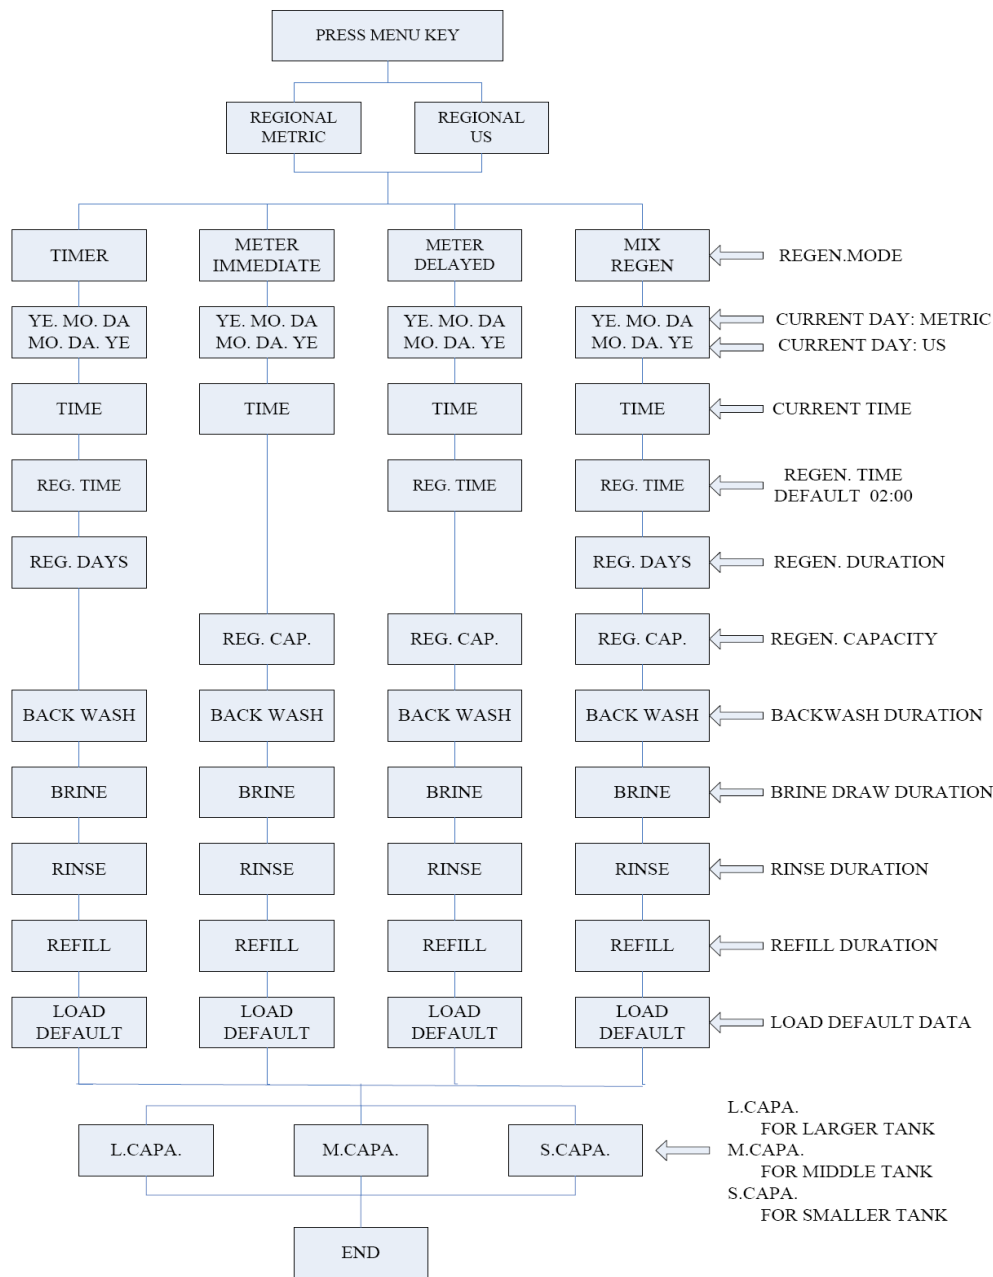 PRESS MENU KEY
REGIONAL
METRIC
REGIONAL
US
TIMER
METER
IMMEDIATE
METER
DELAYED
MIX
REGEN
REGEN.MODE
YE. MO. DA
MO. DA. YE
YE. MO. DA
MO. DA. YE
YE. MO. DA
MO. DA. YE
YE. MO. DA
MO. DA. YE
CURRENT DAY: METRIC
CURRENT DAY: US
TIME
TIME
TIME
TIME
CURRENT TIME
REG. TIME
REG. TIME
REG. TIME
REGEN. TIME
DEFAULT 02:00
REG. DAYS
REG. DAYS
REGEN. DURATION
REG. CAP.
REG. CAP.
REG. CAP.
REGEN. CAPACITY
BACK WASH
BACK WASH
BACK WASH
BACK WASH
BACKWASH DURATION
BRINE
BRINE
BRINE
BRINE
BRINE DRAW DURATION
RINSE
RINSE
RINSE
RINSE
RINSE DURATION
REFILL
REFILL
REFILL
REFILL
REFILL DURATION
LOAD
DEFAULT
LOAD
DEFAULT
LOAD
DEFAULT
LOAD
DEFAULT
LOAD DEFAULT DATA
L.CAPA.
M.CAPA.
S.CAPA.
L.CAPA.
FOR LARGER TANK
M.CAPA.
FOR MIDDLE TANK
S.CAPA.
FOR SMALLER TANK
END